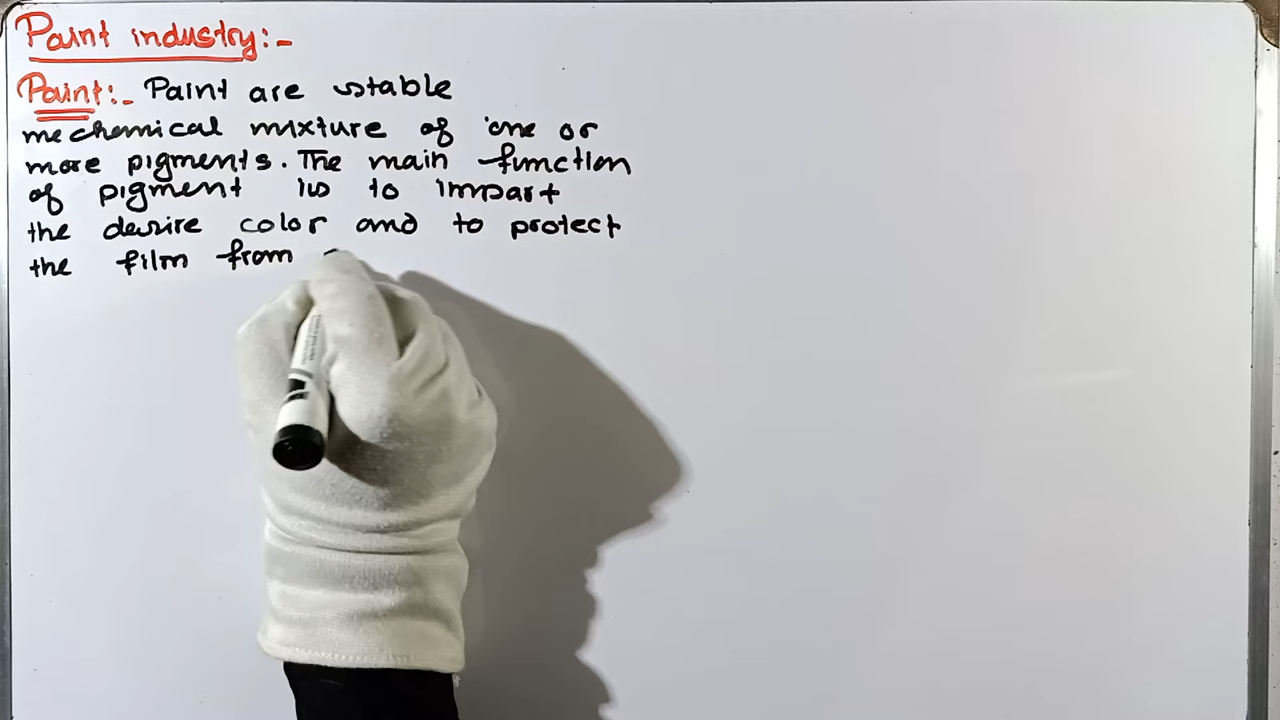 Paint industry:-
Paint:- Paint are stable
mechemical mixture of one or
more pigments. The main function
of pigment is to impart
the desire color and to protect
the film from